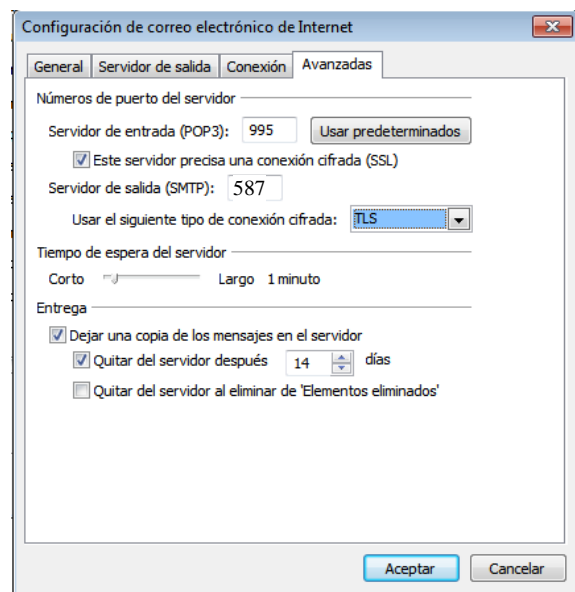 Configuración de correo electrónico de Internet
General Servidor de salida Conexión Avanzadas
Números de puerto del servidor
Servidor de entrada (POP3): 995 Usar predeterminados
Este servidor precisa una conexión cifrada (SSL)
Servidor de salida (SMTP): 587
Usar el siguiente tipo de conexión cifrada: TLS
Tiempo de espera del servidor
Corto Largo 1 minuto
Entrega
Dejar una copia de los mensajes en el servidor
Quitar del servidor después 14 días
Quitar del servidor al eliminar de 'Elementos eliminados'
Aceptar Cancelar